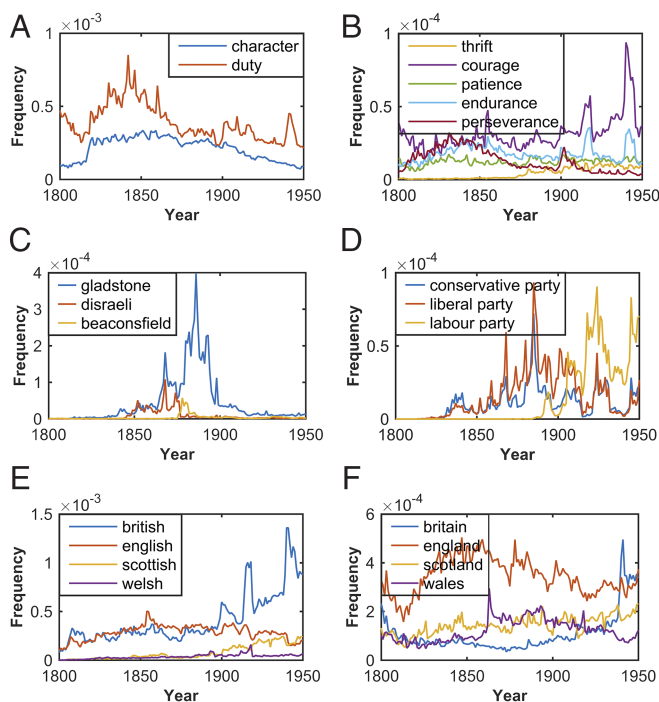 A
×10⁻³
1
0.5
0
Frequency
character
duty
1800 1850 1900 1950
Year
B
×10⁻⁴
1
0.5
0
Frequency
thrift
courage
patience
endurance
perseverance
1800 1850 1900 1950
Year
C
×10⁻⁴
4
3
2
1
0
Frequency
gladstone
disraeli
beaconsfield
1800 1850 1900 1950
Year
D
×10⁻⁴
1
0.5
0
Frequency
conservative party
liberal party
labour party
1800 1850 1900 1950
Year
E
×10⁻³
1.5
1
0.5
0
Frequency
british
english
scottish
welsh
1800 1850 1900 1950
Year
F
×10⁻⁴
6
4
2
0
Frequency
britain
england
scotland
wales
1800 1850 1900 1950
Year